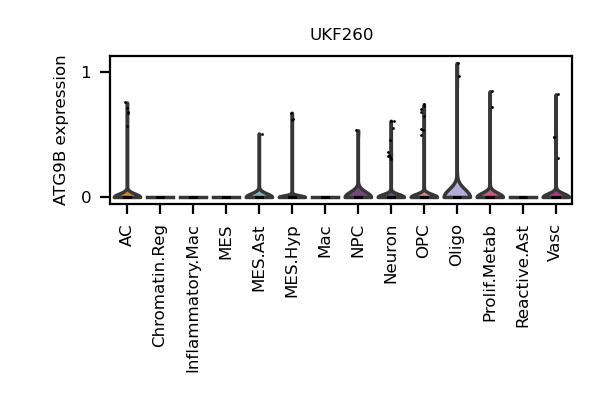 UKF260
ATG9B expression
1
0
AC
Chromatin.Reg
Inflammatory.Mac
MES
MES.Ast
MES.Hyp
Mac
NPC
Neuron
OPC
Oligo
Prolif.Metab
Reactive.Ast
Vasc